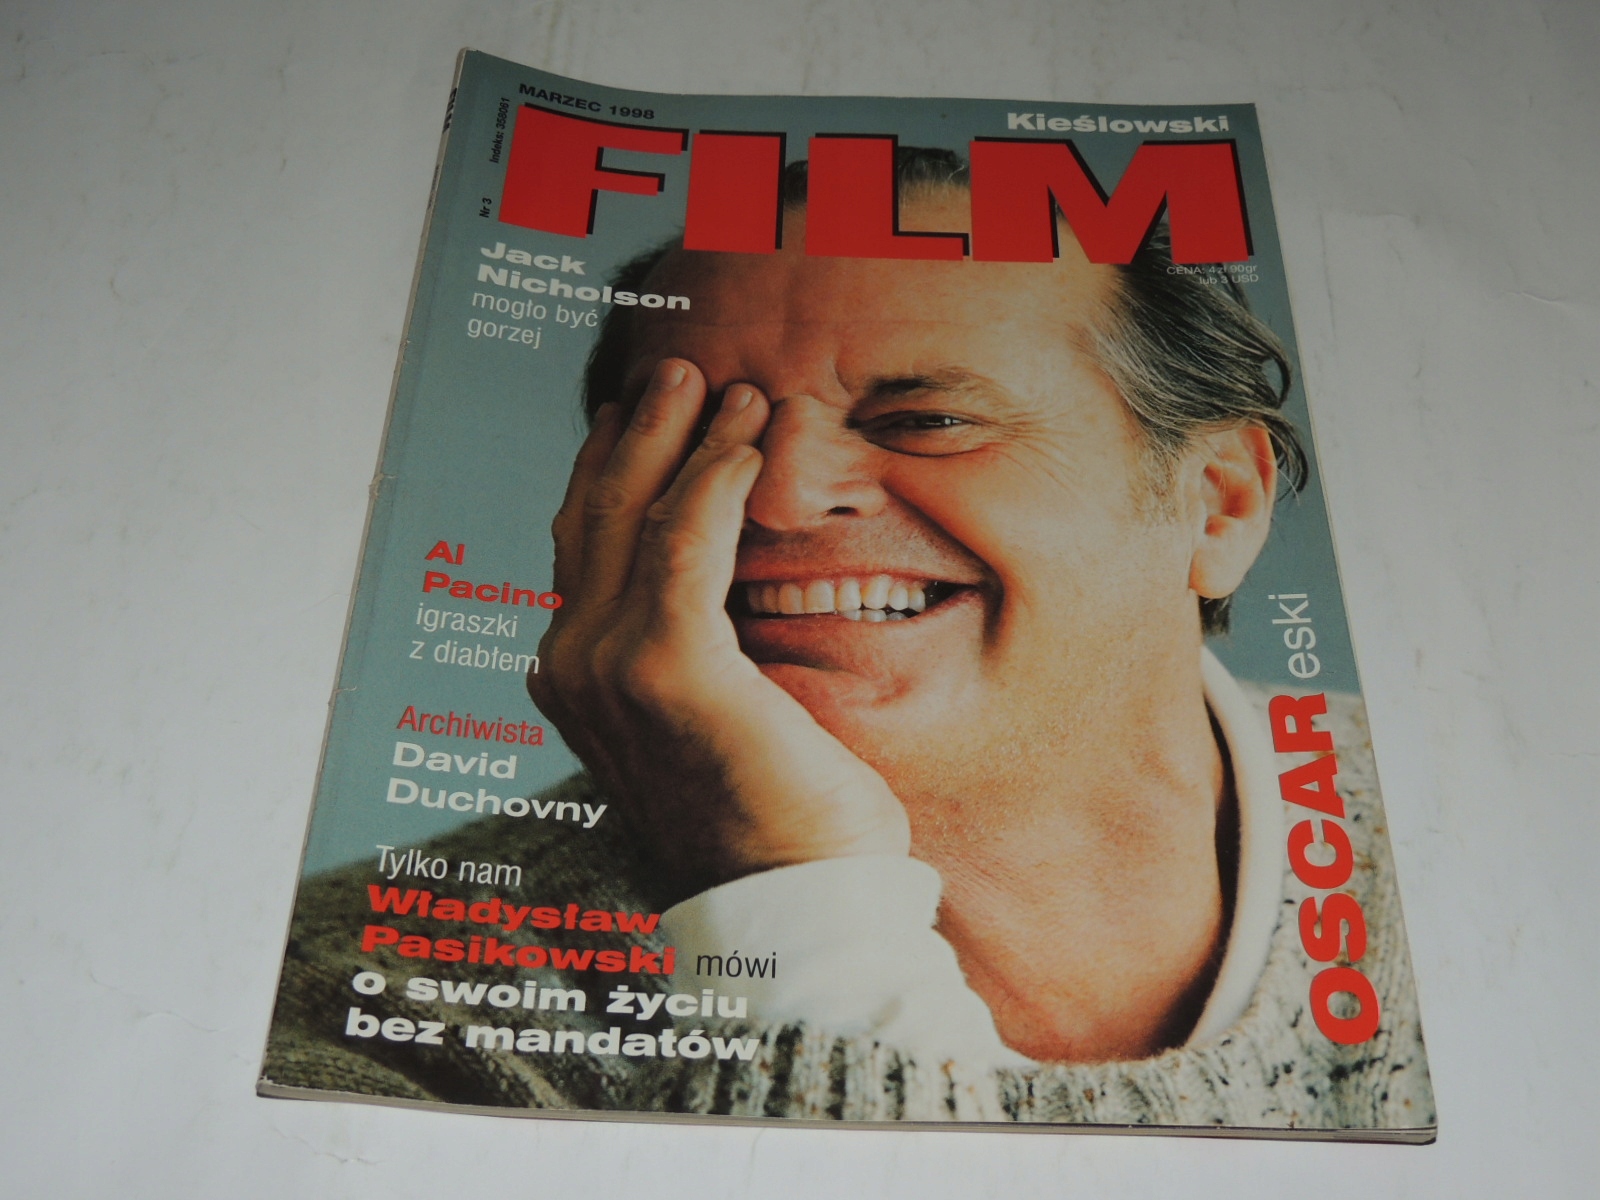 MARZEC 1998
Kieślowski
Indeks: 358061
Nr 3
FILM
CENA: 4 zł 90gr
lub 3 USD
Jack
Nicholson
mogło być
gorzej
Al
Pacino
igraszki
z diabłem
Archiwista
David
Duchovny
Tylko nam
Władysław
Pasikowski mówi
o swoim życiu
bez mandatów
OSCAReski